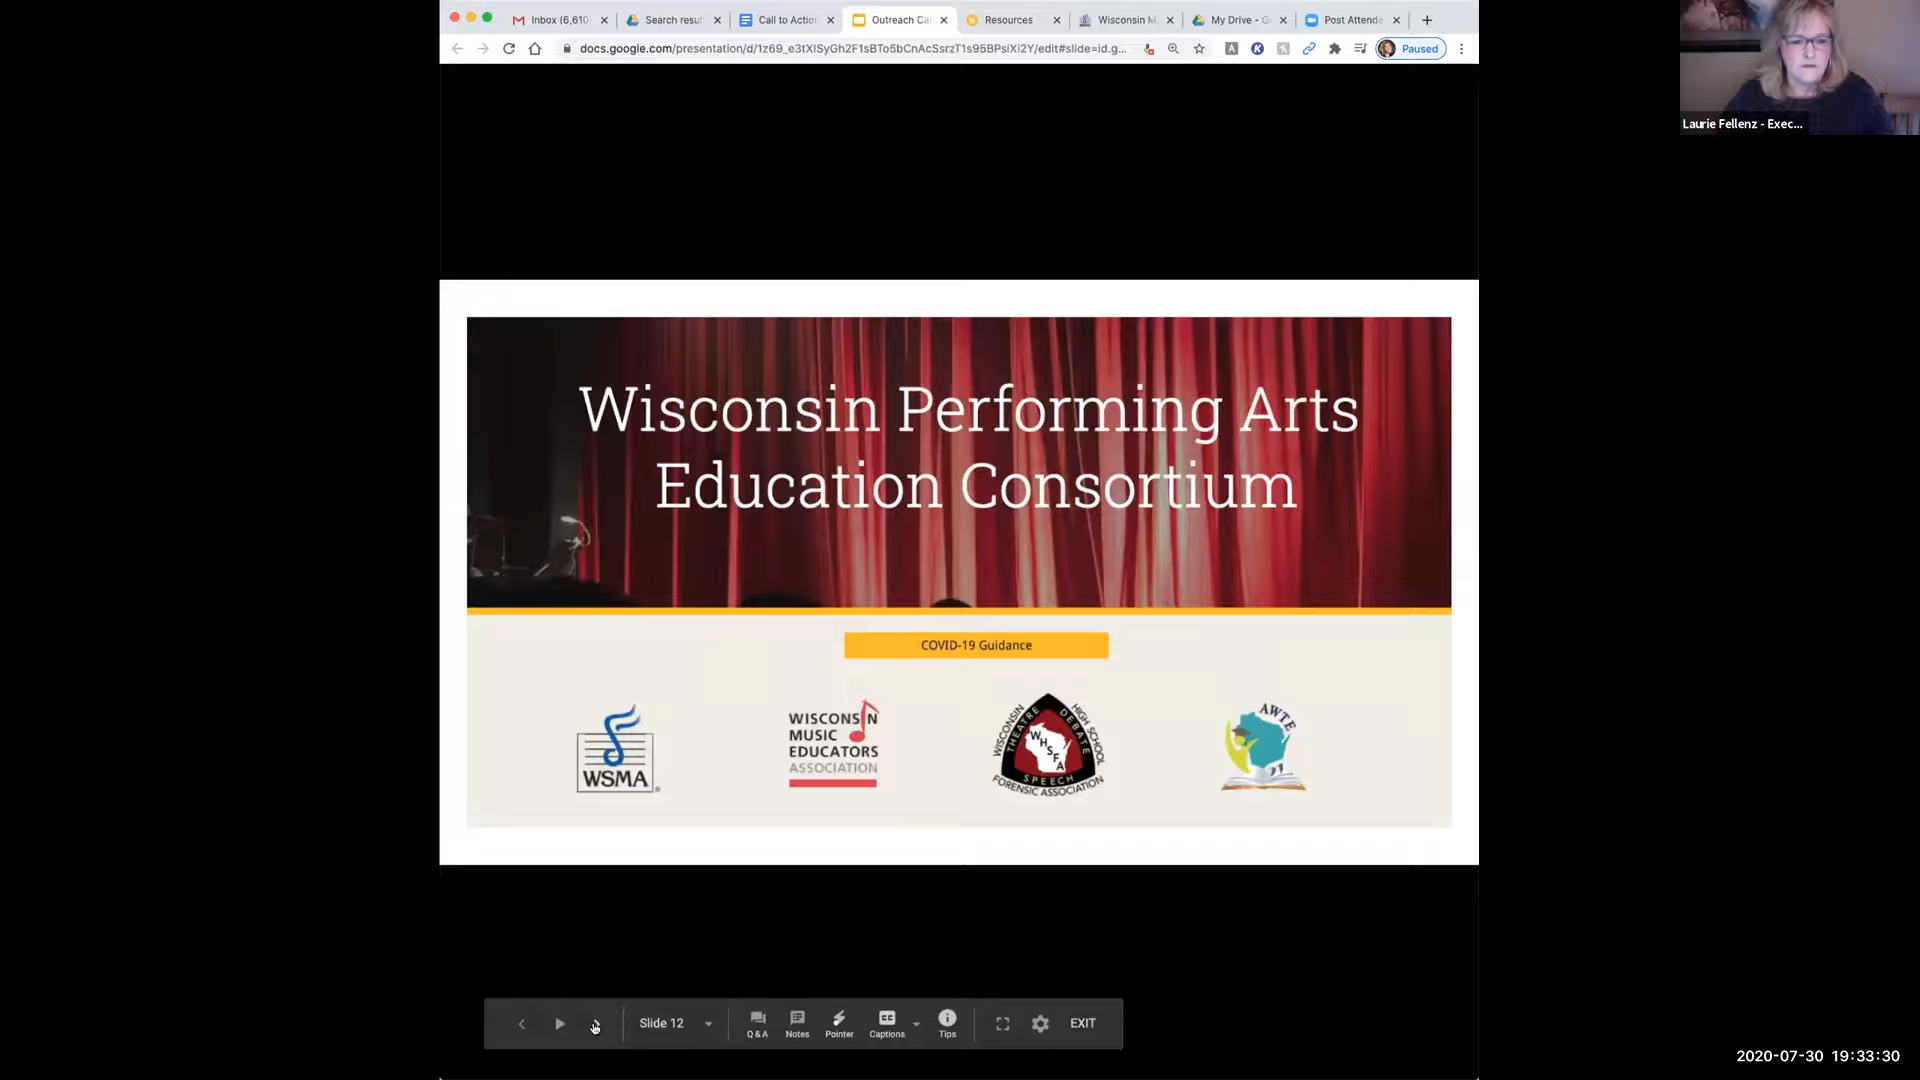 Inbox (6,610
Search resu
Call to Actio
Outreach Ca
Resources
Wisconsin M
My Drive - G
Post Attende
docs.google.com/presentation/d/1z69_e3tXlSyGh2F1sBTo5bCnAcSsrzT1s95BPsiXi2Y/edit#slide=id.g...
Paused
Laurie Fellenz - Exec...
Wisconsin Performing Arts
Education Consortium
COVID-19 Guidance
WSMA
WISCONSIN
MUSIC
EDUCATORS
ASSOCIATION
WISCONSIN HIGH SCHOOL
THEATRE DEBATE
WHSFA
SPEECH
FORENSIC ASSOCIATION
AWTE
Slide 12
Q&A
Notes
Pointer
Captions
Tips
EXIT
2020-07-30 19:33:30